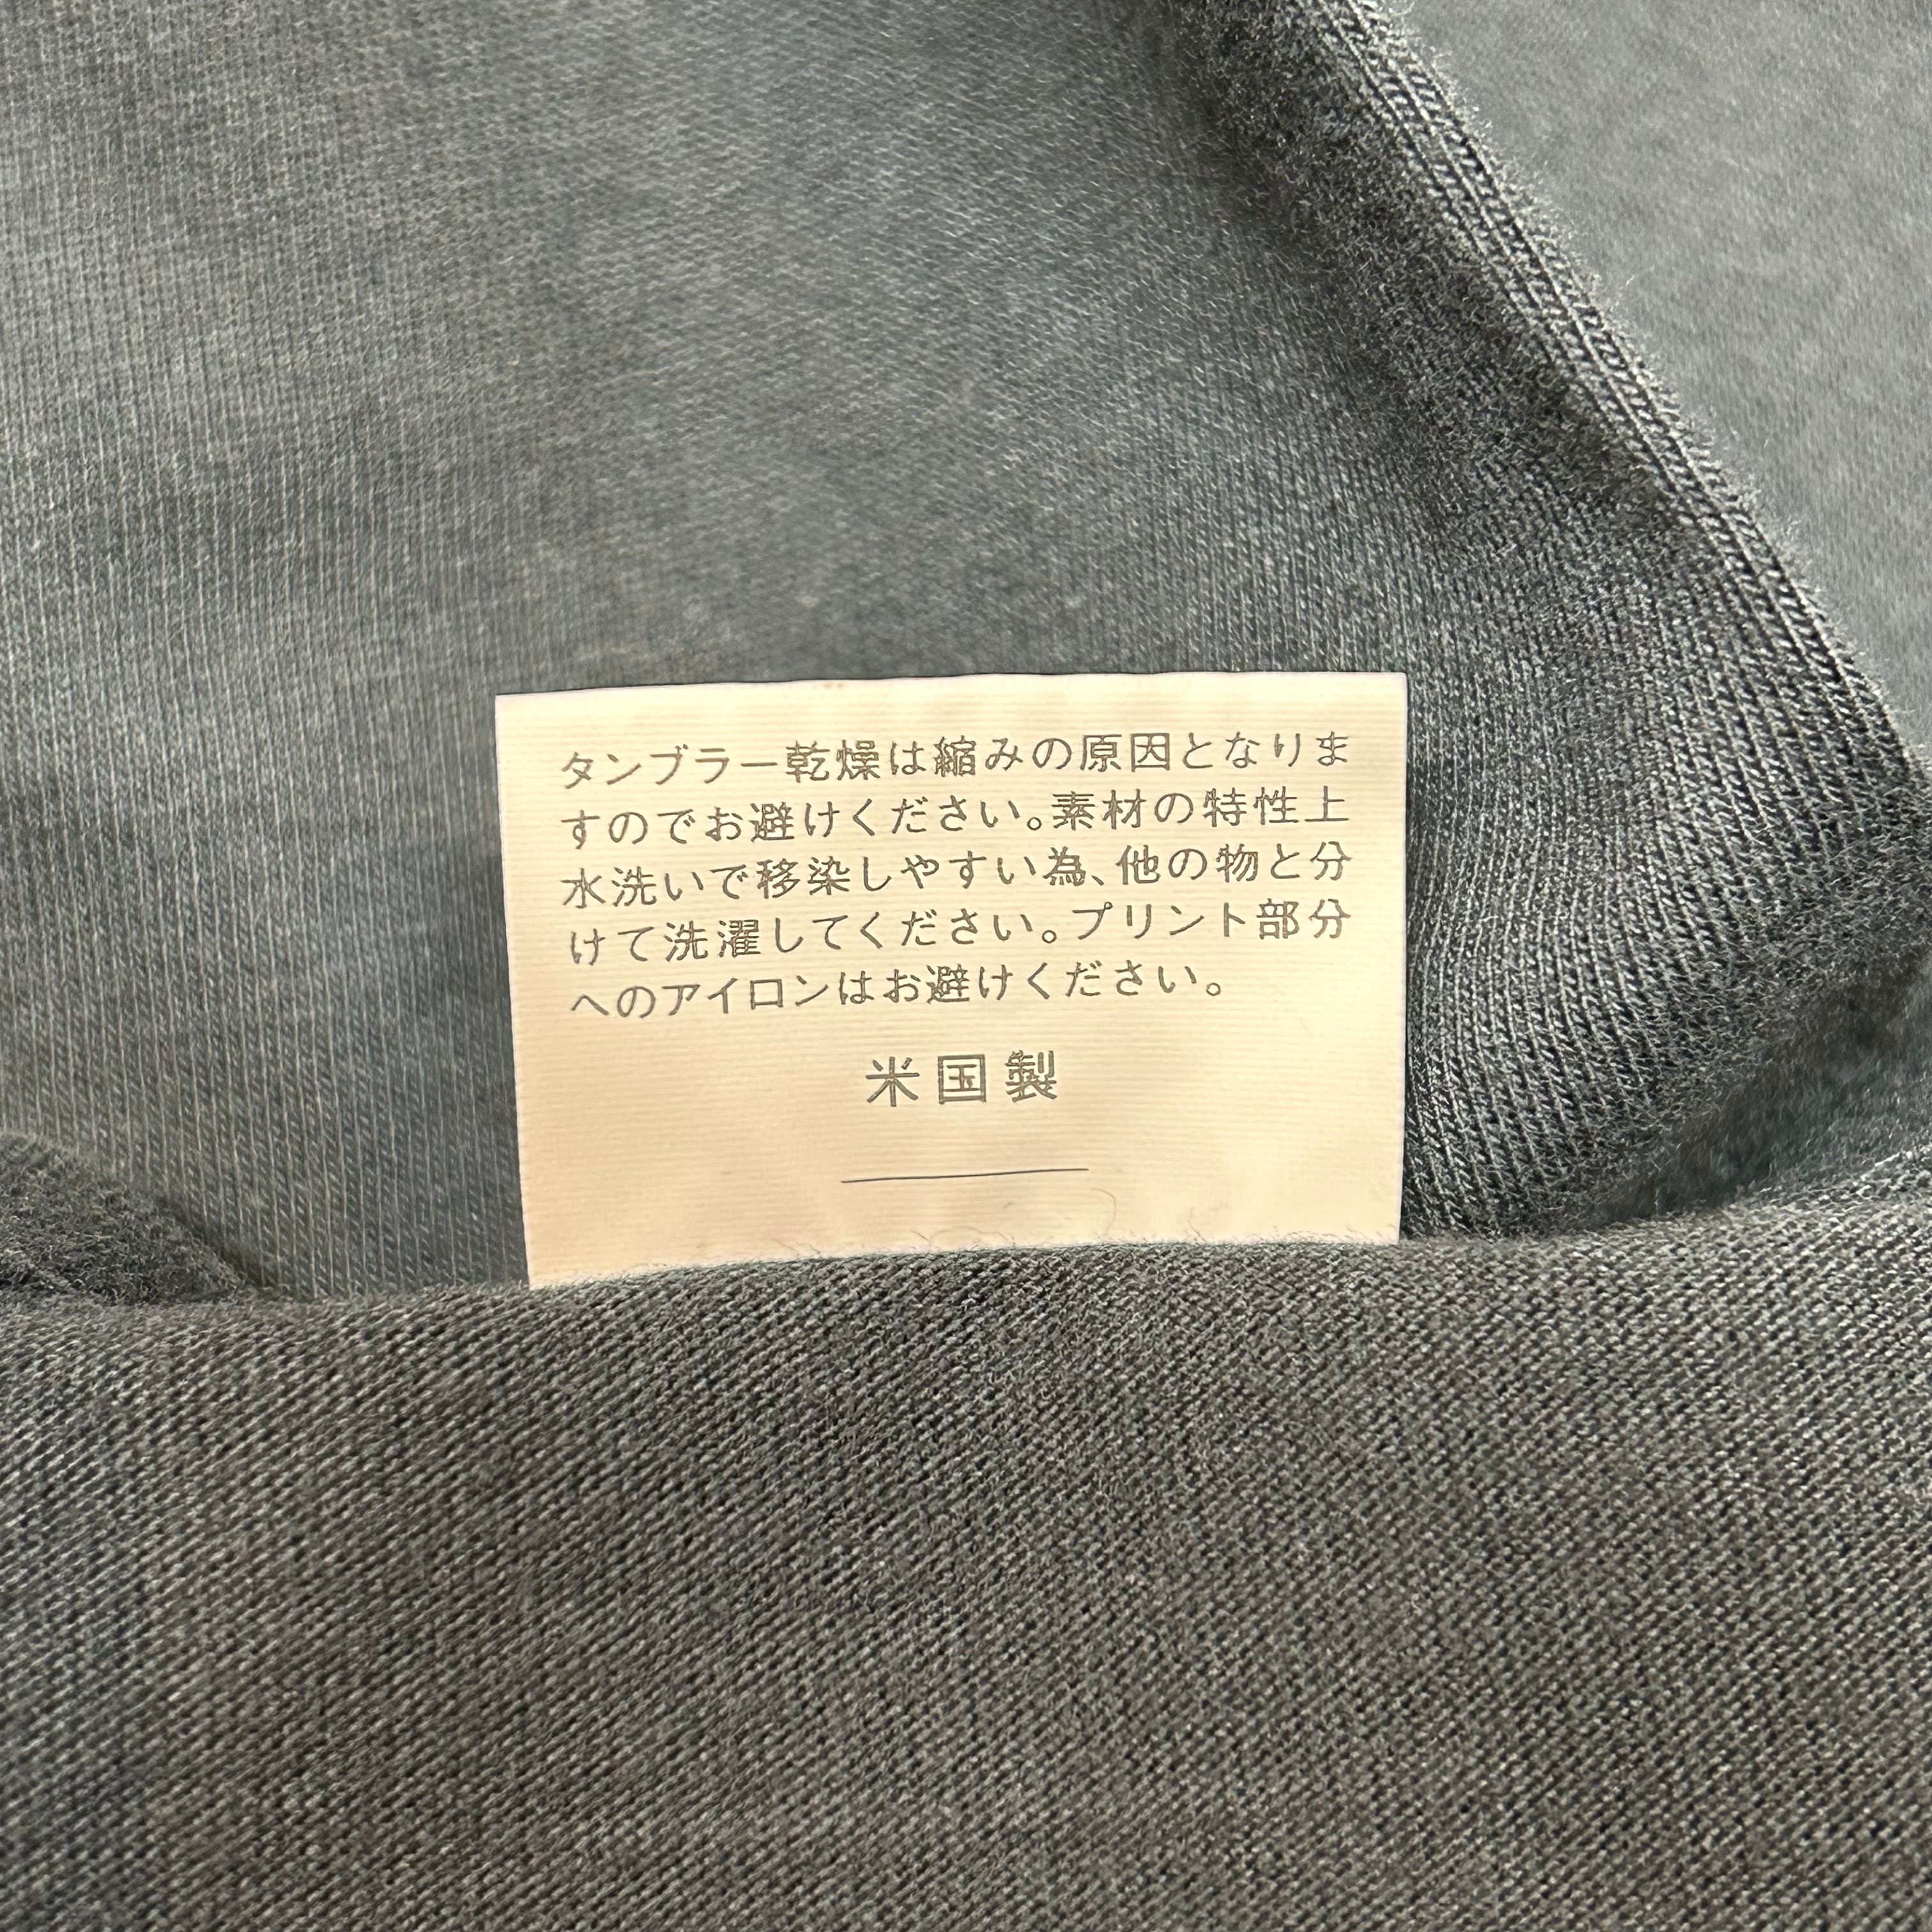 タンブラー乾燥は縮みの原因となりま
すのでお避けください。素材の特性上
水洗いで移染しやすい為、他の物と分
けて洗濯してください。プリント部分
へのアイロンはお避けください。
米国製